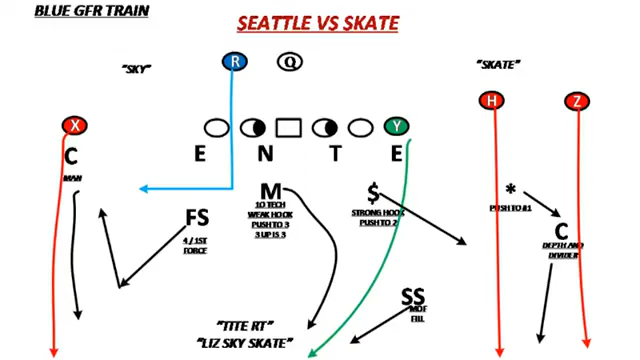 BLUE GFR TRAIN
SEATTLE VS SKATE
"SKY"
R
Q
"SKATE"
H
Z
X
Y
C
MAN
E
N
T
E
M
10 TECH
WEAK HOOK
PUSH TO 3
3 UP IS 3
$
STRONG HOOK
PUSH TO 2
*
PUSH TO #1
FS
4 / 1ST
FORCE
C
DEPTH AND
DIVIDER
SS
MOF
FILL
"TITE RT"
"LIZ SKY SKATE"